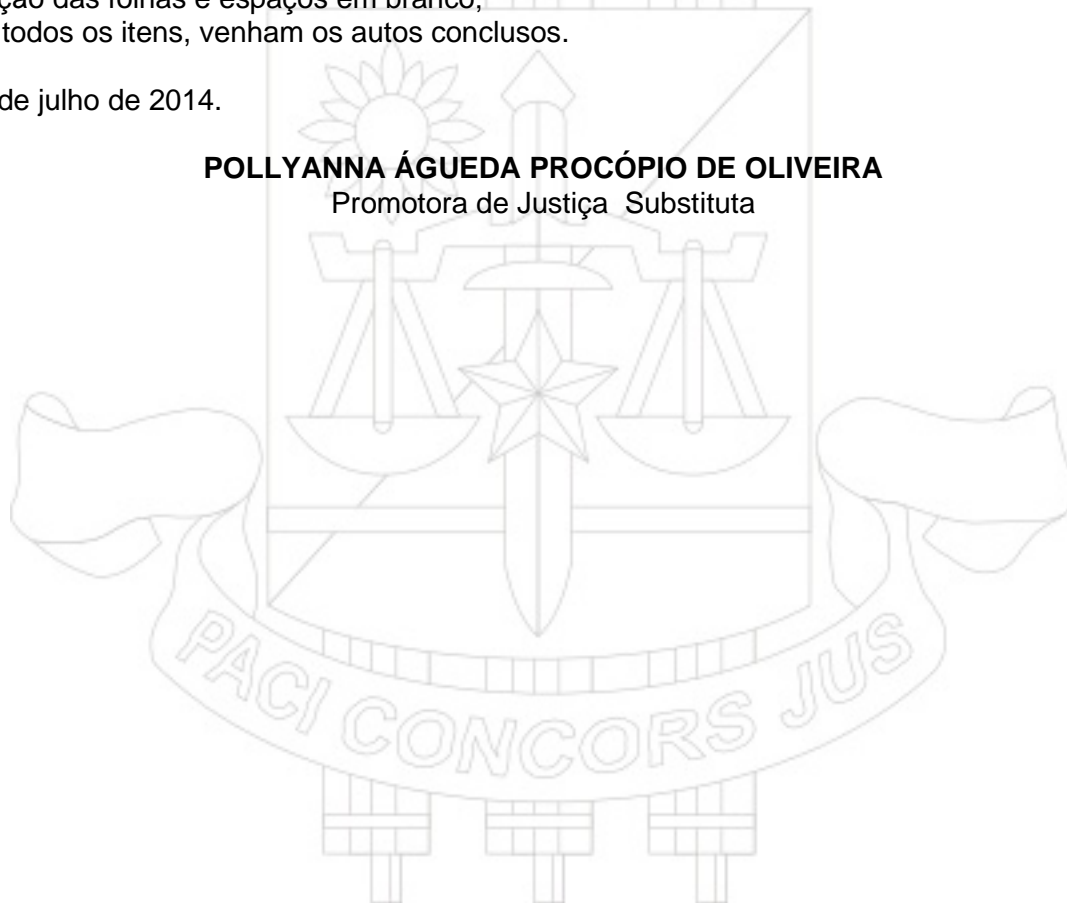 ção das folhas e espaços em branco;
todos os itens, venham os autos conclusos.
de julho de 2014.
POLLYANNA ÁGUEDA PROCÓPIO DE OLIVEIRA
Promotora de Justiça Substituta
PACI CONCORS JUS